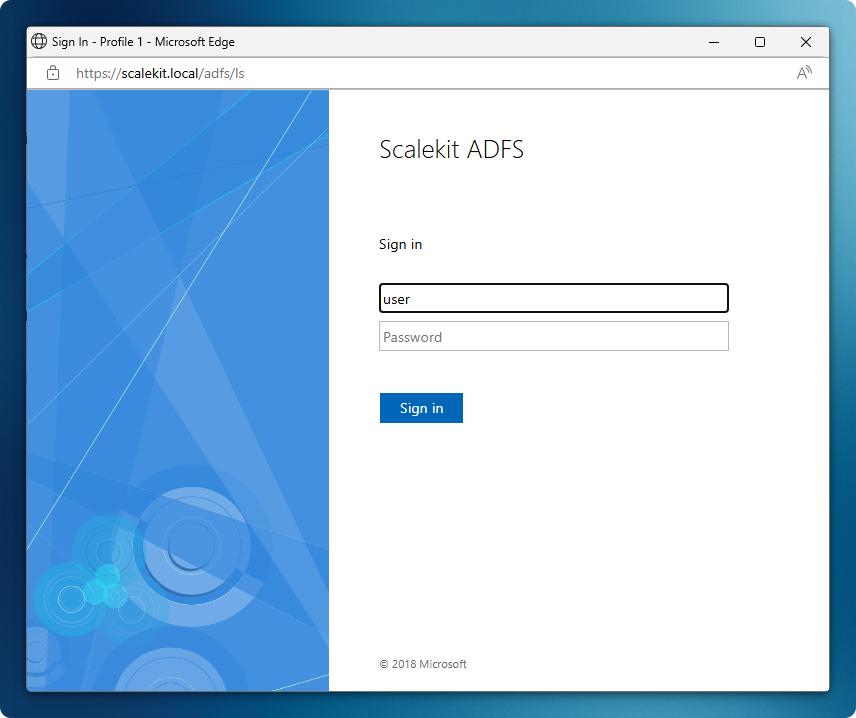 Sign In - Profile 1 - Microsoft Edge
https://scalekit.local/adfs/ls
A
Scalekit ADFS
Sign in
user
Password
Sign in
© 2018 Microsoft